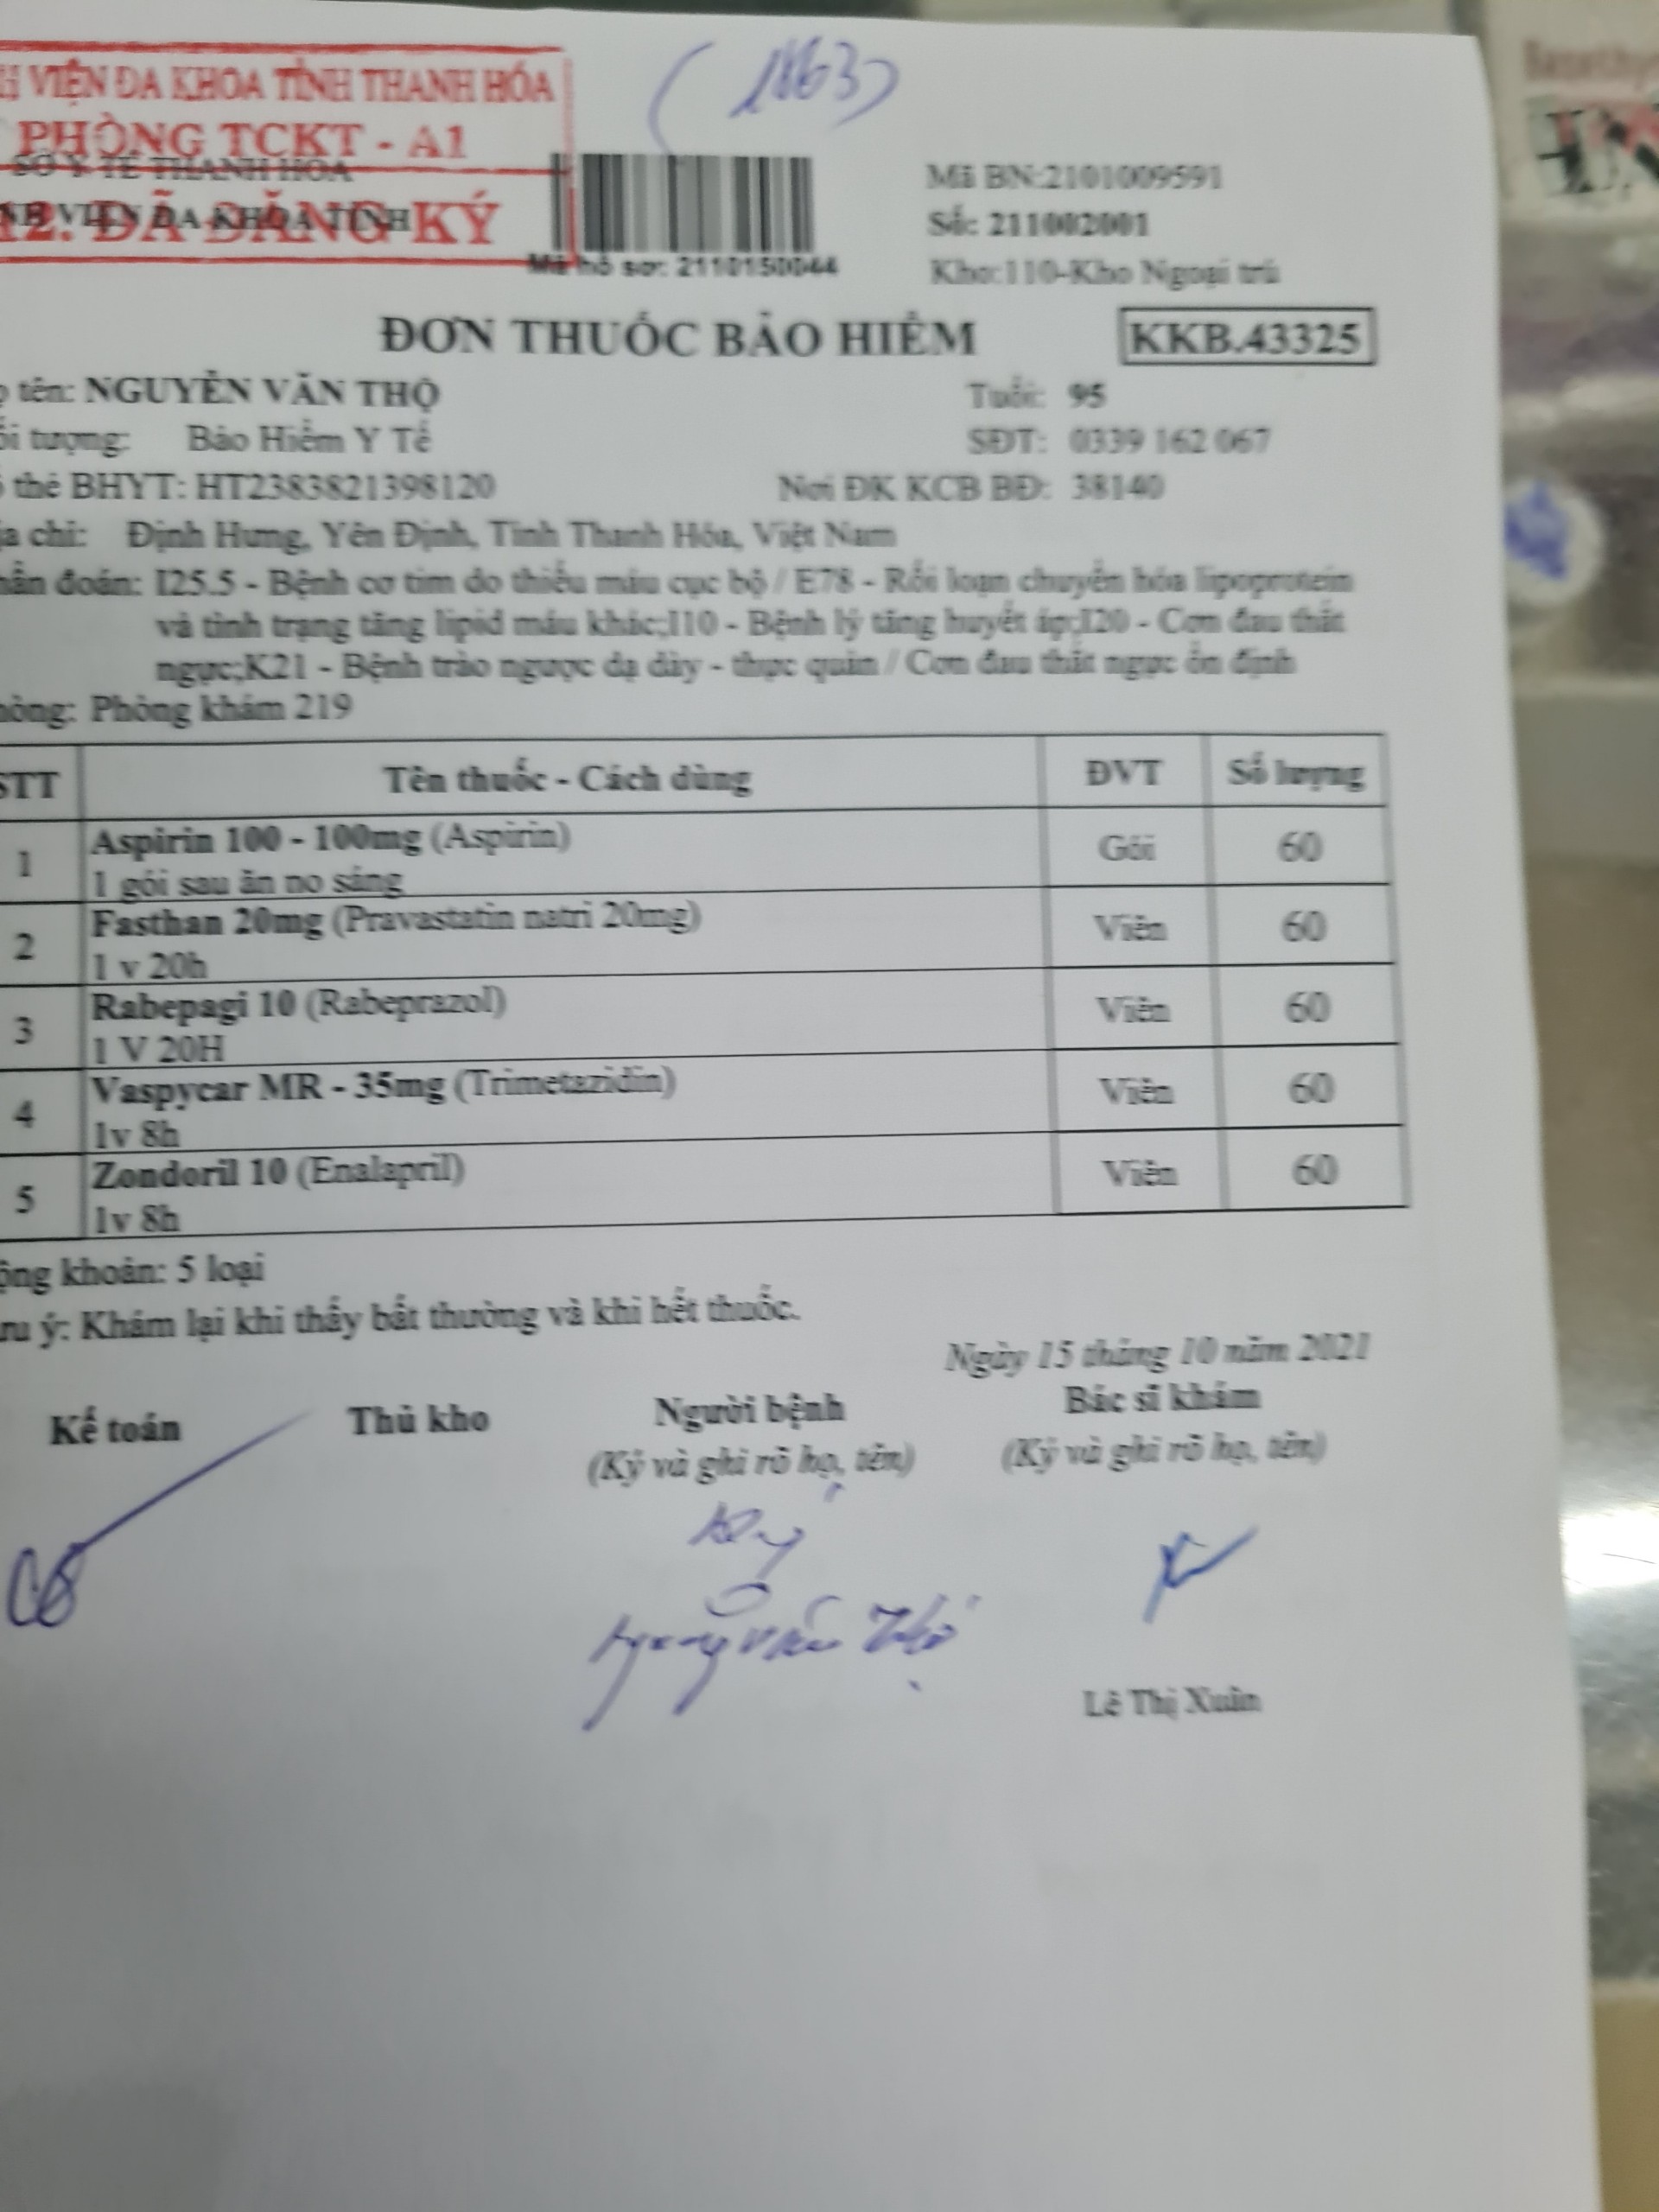 H VIỆN ĐA KHOA TỈNH THANH HÓA
PHÒNG TCKT - A1
SỞ Y TẾ THANH HÓA
NH VIỆN ĐA KHOA TỈNH
12. ĐÃ ĐĂNG KÝ
Mã hồ sơ: 2110150044
Mã BN:2101009591
Số: 211002001
Kho:110-Kho Ngoại trú
ĐƠN THUỐC BẢO HIỂM
KKB.43325
ọ tên: NGUYỄN VĂN THỌ
Tuổi: 95
ối tượng: Bảo Hiểm Y Tế
SĐT: 0339 162 067
ố thẻ BHYT: HT2383821398120
Nơi ĐK KCB BĐ: 38140
ịa chỉ: Định Hưng, Yên Định, Tỉnh Thanh Hóa, Việt Nam
hẩn đoán: I25.5 - Bệnh cơ tim do thiếu máu cục bộ / E78 - Rối loạn chuyển hóa lipoprotein
và tình trạng tăng lipid máu khác;I10 - Bệnh lý tăng huyết áp;I20 - Cơn đau thắt
ngực;K21 - Bệnh trào ngược dạ dày - thực quản / Cơn đau thắt ngực ổn định
hòng: Phòng khám 219
STT Tên thuốc - Cách dùng ĐVT Số lượng
1 Aspirin 100 - 100mg (Aspirin) Gói 60
1 gói sau ăn no sáng
2 Fasthan 20mg (Pravastatin natri 20mg) Viên 60
1 v 20h
3 Rabepagi 10 (Rabeprazol) Viên 60
1 V 20H
4 Vaspycar MR - 35mg (Trimetazidin) Viên 60
1v 8h
5 Zondoril 10 (Enalapril) Viên 60
1v 8h
ộng khoản: 5 loại
ưu ý: Khám lại khi thấy bất thường và khi hết thuốc.
Ngày 15 tháng 10 năm 2021
Kế toán Thủ kho Người bệnh Bác sĩ khám
(Ký và ghi rõ họ, tên) (Ký và ghi rõ họ, tên)
Lê Thị Xuân